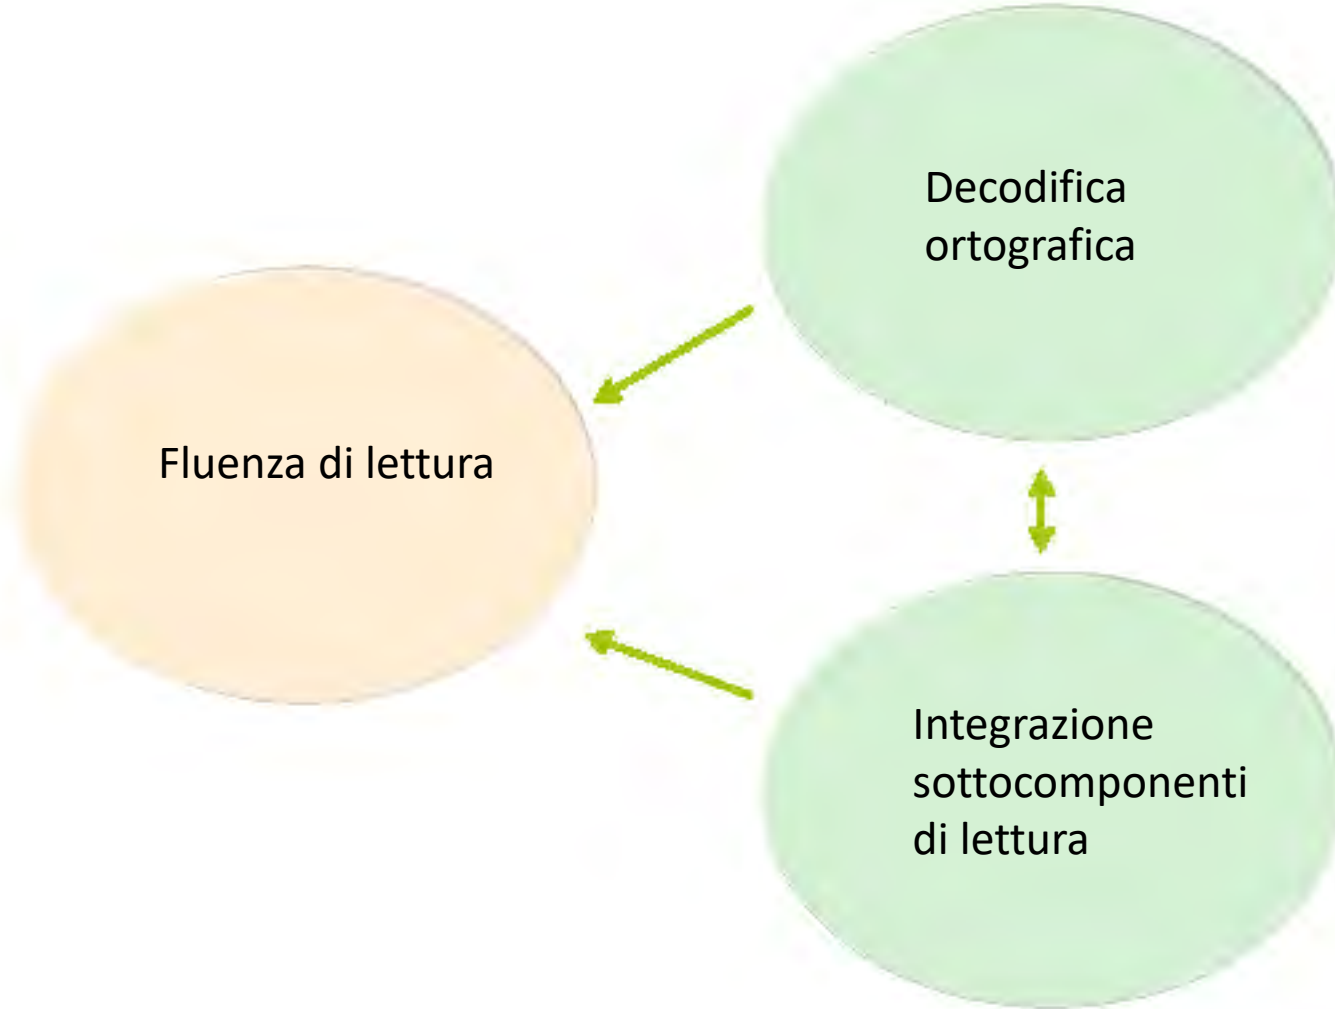 Decodifica
ortografica
Fluenza di lettura
Integrazione
sottocomponenti
di lettura